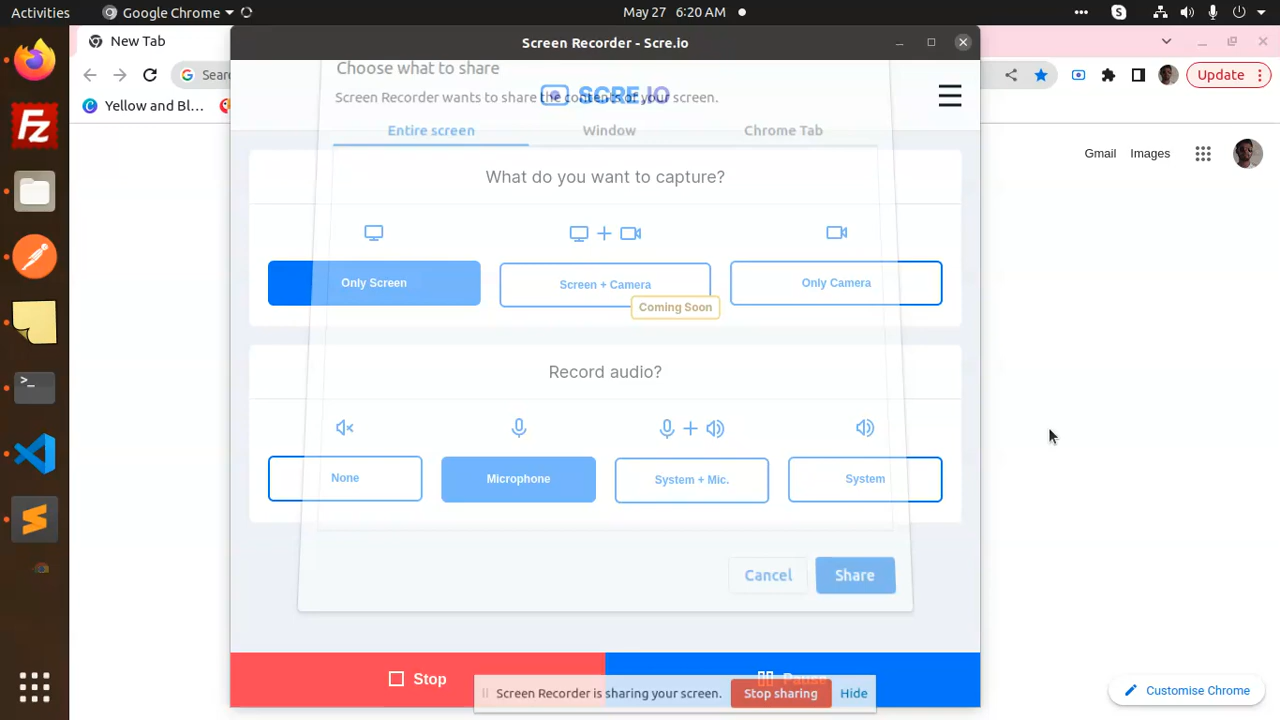 Activities
Google Chrome
May 27 6:20 AM
New Tab
Screen Recorder - Scre.io
Sear
Update
Yellow and Bl...
Choose what to share
SCRE.IO
Screen Recorder wants to share the contents of your screen.
Entire screen
Window
Chrome Tab
Gmail
Images
What do you want to capture?
Only Screen
Screen + Camera
Only Camera
Coming Soon
Record audio?
None
Microphone
System + Mic.
System
Cancel
Share
Stop
Pause
Screen Recorder is sharing your screen.
Stop sharing
Hide
Customise Chrome